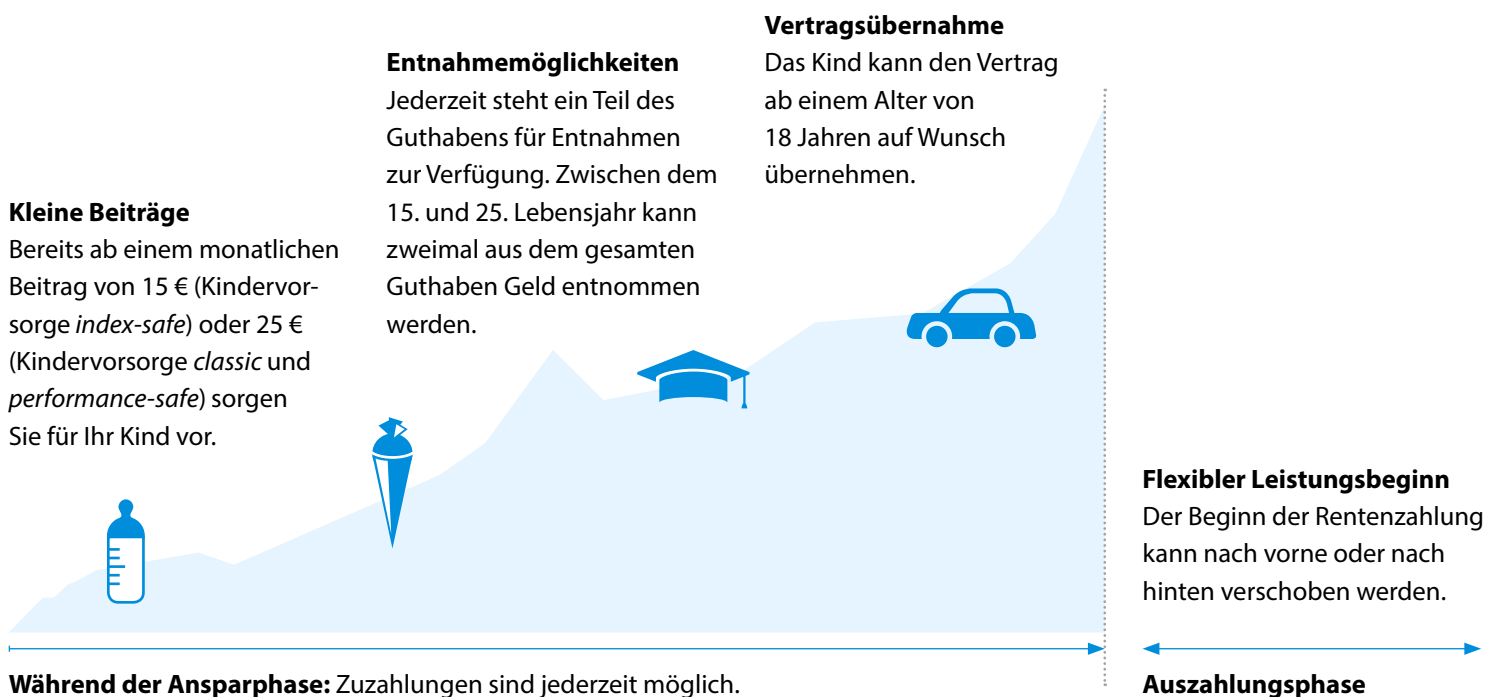 Kleine Beiträge
Bereits ab einem monatlichen
Beitrag von 15 € (Kindervor-
sorge index-safe) oder 25 €
(Kindervorsorge classic und
performance-safe) sorgen
Sie für Ihr Kind vor.
Entnahmemöglichkeiten
Jederzeit steht ein Teil des
Guthabens für Entnahmen
zur Verfügung. Zwischen dem
15. und 25. Lebensjahr kann
zweimal aus dem gesamten
Guthaben Geld entnommen
werden.
Vertragsübernahme
Das Kind kann den Vertrag
ab einem Alter von
18 Jahren auf Wunsch
übernehmen.
Flexibler Leistungsbeginn
Der Beginn der Rentenzahlung
kann nach vorne oder nach
hinten verschoben werden.
Während der Ansparphase: Zuzahlungen sind jederzeit möglich.
Auszahlungsphase